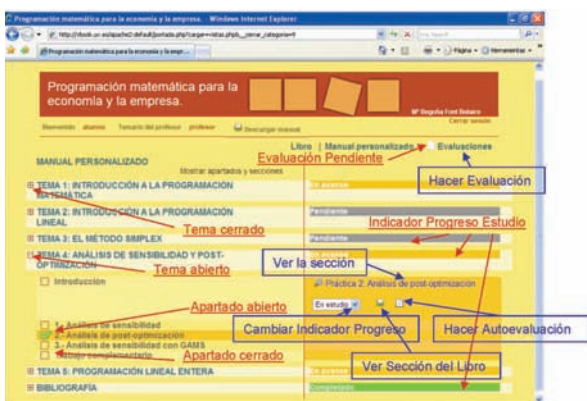 Programación matemática para la economía y la empresa. - Windows Internet Explorer
Página
Herramientas
Programación matemática para la
economía y la empresa.
Mª Begoña Font Belaire
Bienvenido alumno Temario del profesor profesor Descargar manual
Cerrar sesión
Libro | Manual personalizado Evaluaciones
Evaluación Pendiente
MANUAL PERSONALIZADO
Mostrar apartados y secciones
Hacer Evaluación
TEMA 1: INTRODUCCIÓN A LA PROGRAMACIÓN
MATEMÁTICA
En avance
TEMA 2: INTRODUCCIÓN A LA PROGRAMACIÓN
LINEAL
Pendiente
Tema cerrado
Indicador Progreso Estudio
TEMA 3: EL MÉTODO SIMPLEX
Pendiente
TEMA 4: ANÁLISIS DE SENSIBILIDAD Y POST-
OPTIMIZACIÓN
En avance
Tema abierto
Ver la sección
Introducción
Práctica 2: Análisis de post-optimización
Apartado abierto
En estudio
1.- Análisis de sensibilidad
2.- Análisis de post-optimización
3.- Análisis de sensibilidad con GAMS
Trabajo complementario
Cambiar Indicador Progreso
Hacer Autoevaluación
Apartado cerrado
Ver Sección del Libro
TEMA 5: PROGRAMACIÓN LINEAL ENTERA
En avance
BIBLIOGRAFÍA
Completado